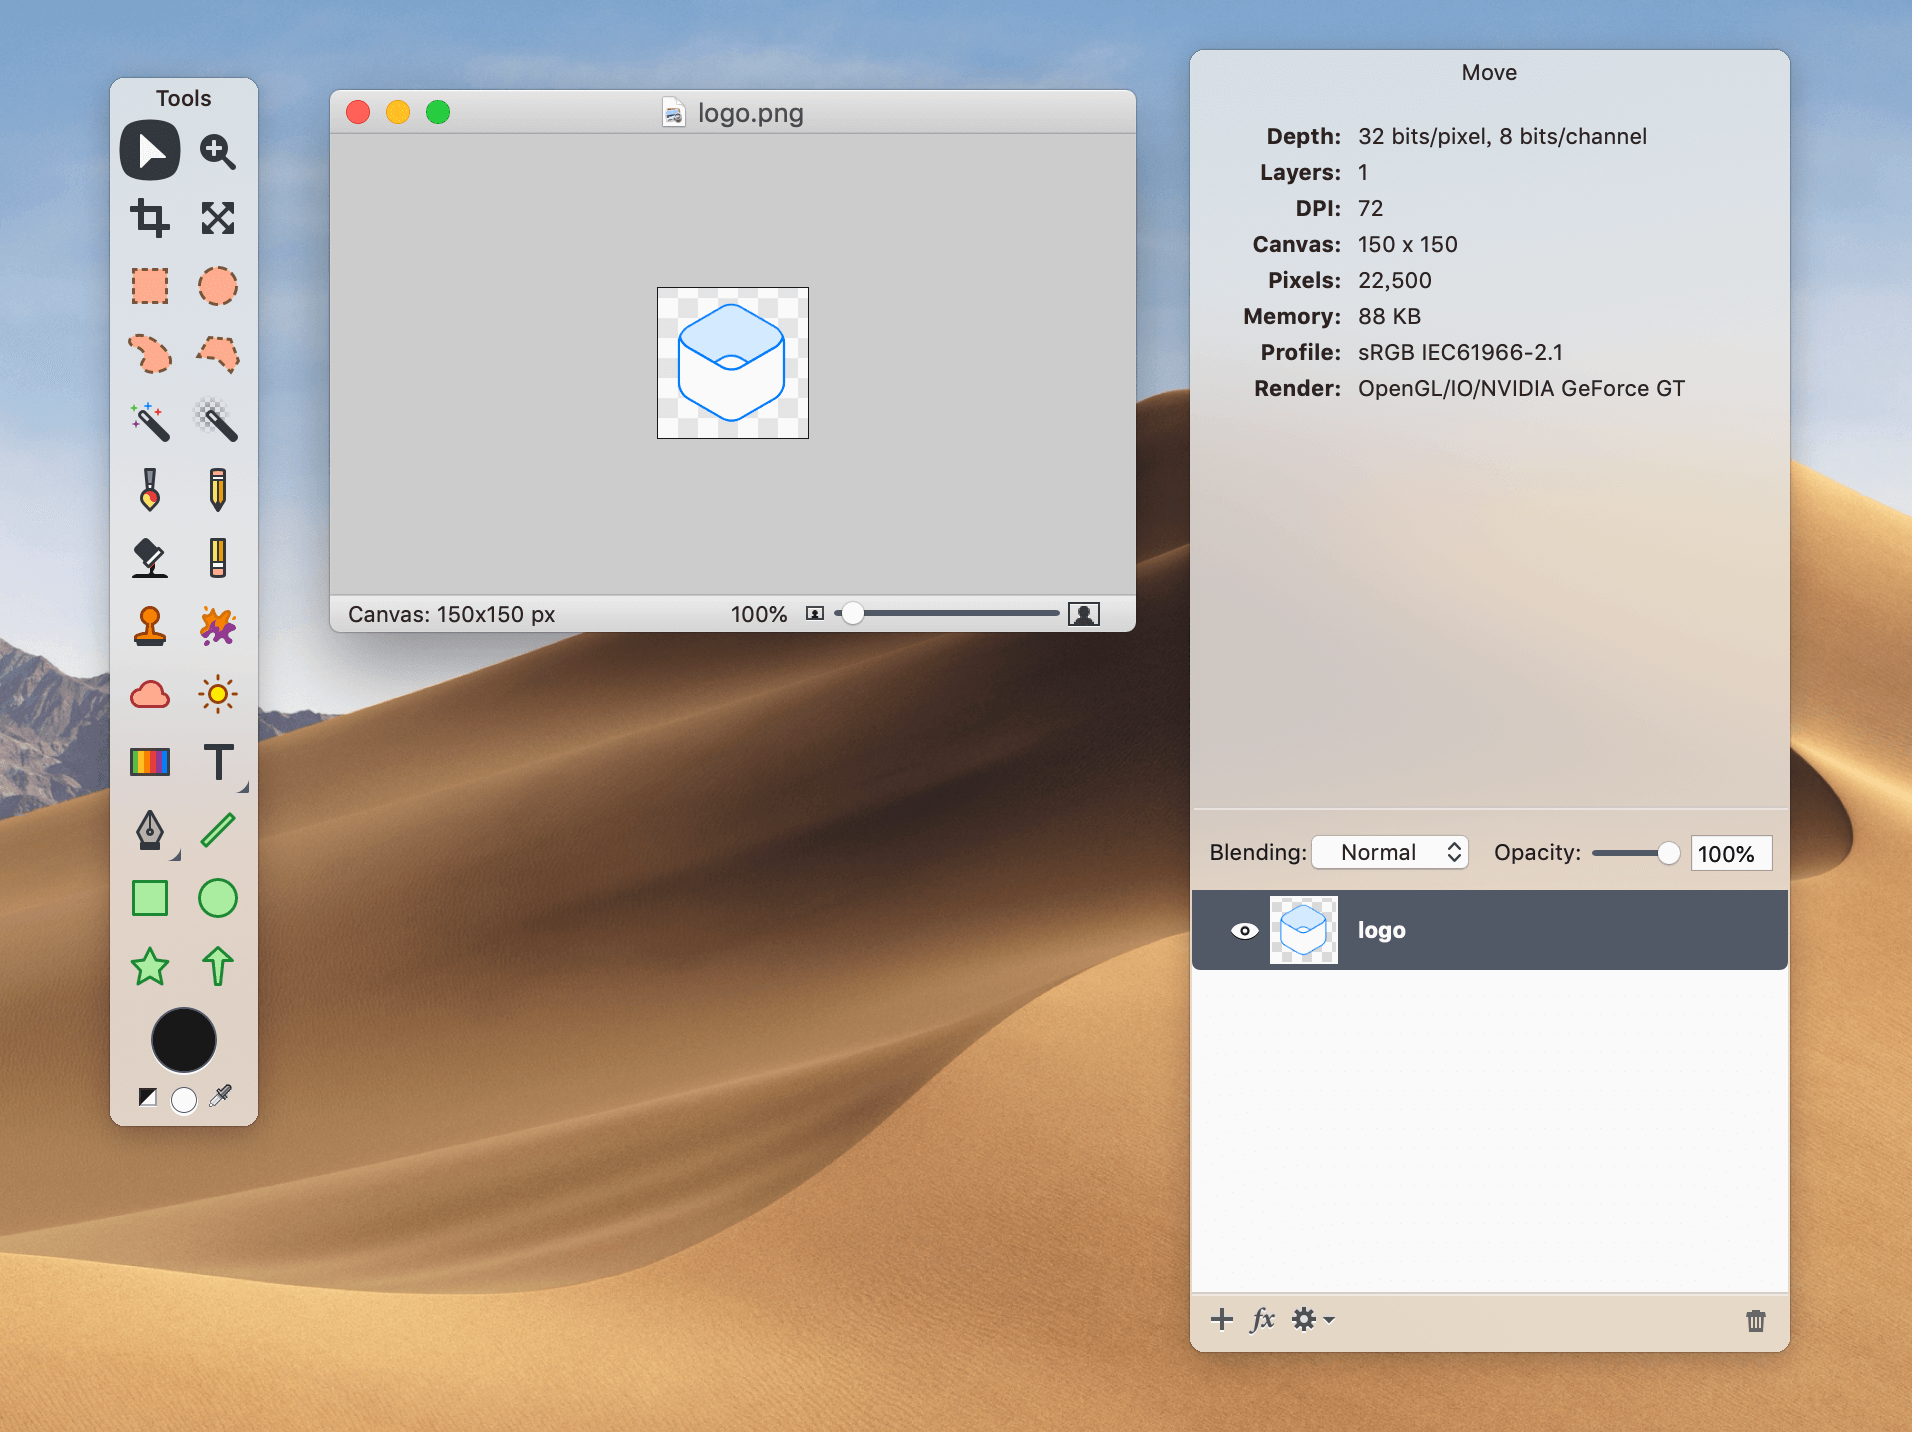 Tools
logo.png
Canvas: 150x150 px
100%
Move
Depth: 32 bits/pixel, 8 bits/channel
Layers: 1
DPI: 72
Canvas: 150 x 150
Pixels: 22,500
Memory: 88 KB
Profile: sRGB IEC61966-2.1
Render: OpenGL/IO/NVIDIA GeForce GT
Blending: Normal Opacity: 100%
logo
fx